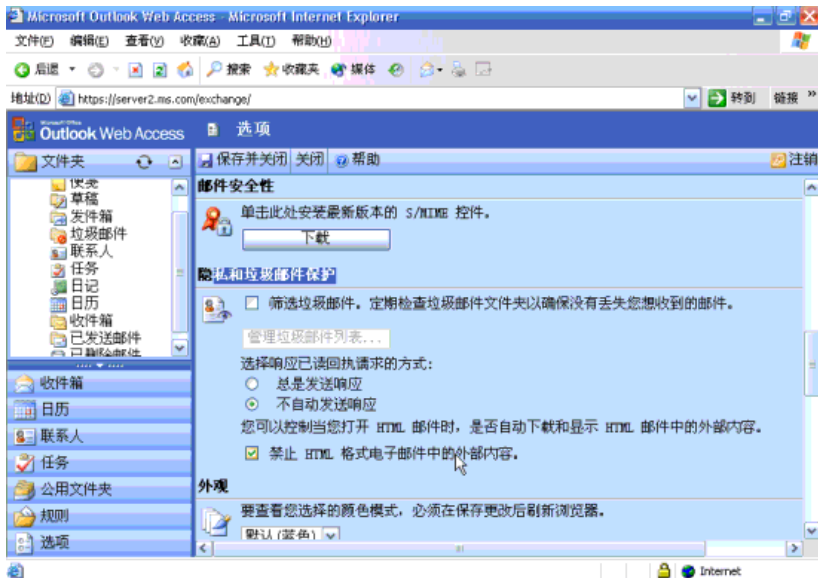 Microsoft Outlook Web Access - Microsoft Internet Explorer
文件(F) 编辑(E) 查看(V) 收藏(A) 工具(T) 帮助(H)
后退 搜索 收藏夹 媒体
地址(D) https://server2.ms.com/exchange/ 转到 链接 »
Microsoft Office
Outlook Web Access 选项
文件夹 保存并关闭 关闭 帮助 注销
便笺
草稿
发件箱
垃圾邮件
联系人
任务
日记
日历
收件箱
已发送邮件
已删除邮件
收件箱
日历
联系人
任务
公用文件夹
规则
选项
邮件安全性
单击此处安装最新版本的 S/MIME 控件。
下载
隐私和垃圾邮件保护
筛选垃圾邮件。定期检查垃圾邮件文件夹以确保没有丢失您想收到的邮件。
管理垃圾邮件列表...
选择响应已读回执请求的方式:
总是发送响应
不自动发送响应
您可以控制当您打开 HTML 邮件时，是否自动下载和显示 HTML 邮件中的外部内容。
禁止 HTML 格式电子邮件中的外部内容。
外观
要查看您选择的颜色模式，必须在保存更改后刷新浏览器。
默认(蓝色)
Internet